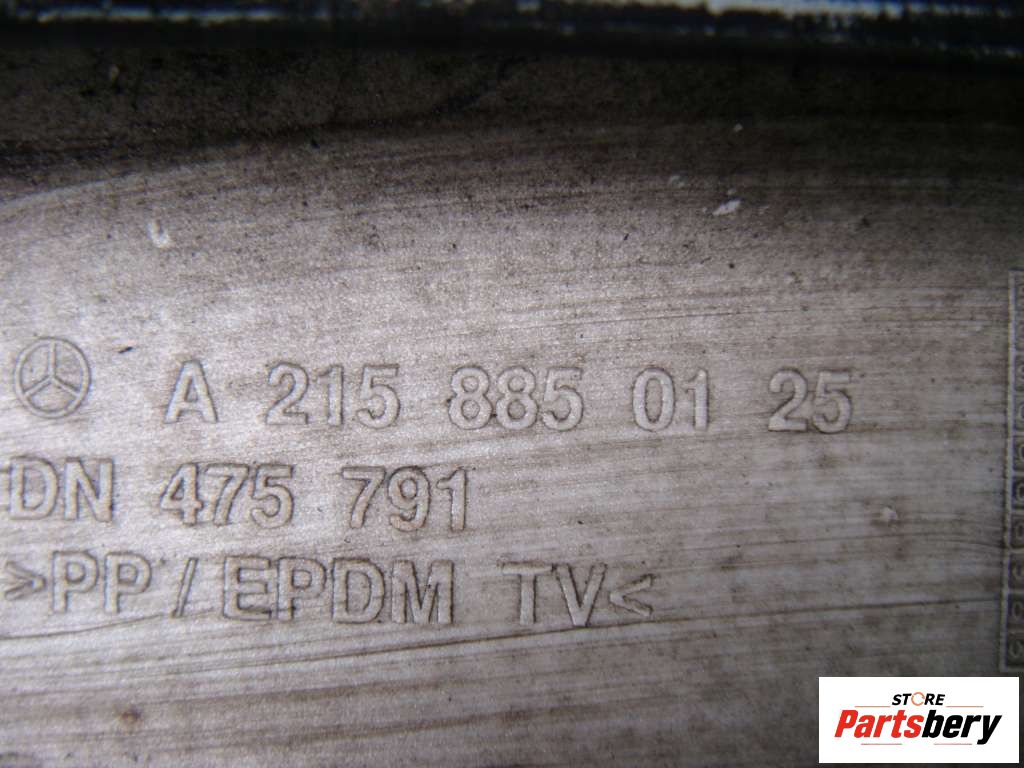 A 215 885 01 25
DN 475 791
>PP/EPDM TV<
STORE
Partsbery